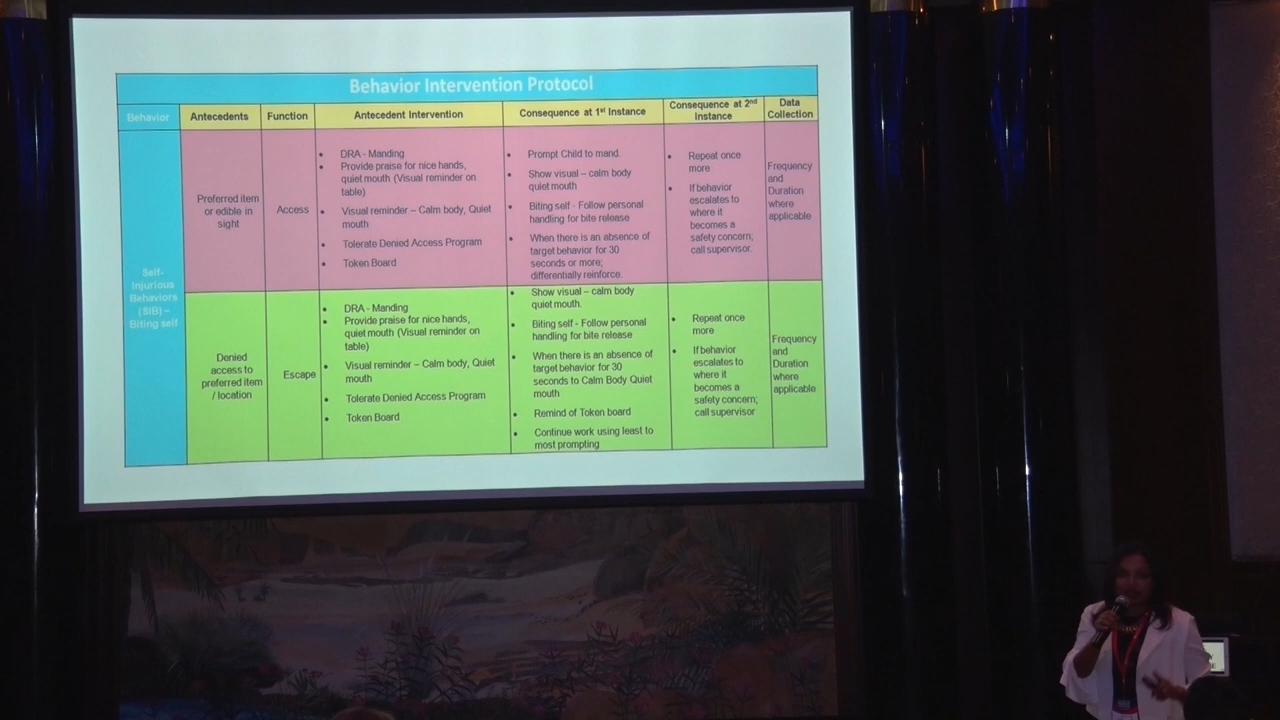 Behavior Intervention Protocol
Behavior
Antecedents
Function
Antecedent Intervention
Consequence at 1st Instance
Consequence at 2nd
Instance
Data
Collection
Self-
Injurious
Behaviors
(SIB) –
Biting self
Preferred item
or edible in
sight
Access
• DRA - Manding
• Provide praise for nice hands,
quiet mouth (Visual reminder on
table)
• Visual reminder – Calm body, Quiet
mouth
• Tolerate Denied Access Program
• Token Board
• Prompt Child to mand.
• Show visual – calm body
quiet mouth
• Biting self - Follow personal
handling for bite release
• When there is an absence of
target behavior for 30
seconds or more;
differentially reinforce.
• Repeat once
more
• If behavior
escalates to
where it
becomes a
safety concern;
call supervisor.
Frequency
and
Duration
where
applicable
Denied
access to
preferred item
/ location
Escape
• DRA - Manding
• Provide praise for nice hands,
quiet mouth (Visual reminder on
table)
• Visual reminder – Calm body, Quiet
mouth
• Tolerate Denied Access Program
• Token Board
• Show visual – calm body
quiet mouth.
• Biting self - Follow personal
handling for bite release
• When there is an absence of
target behavior for 30
seconds to Calm Body Quiet
mouth
• Remind of Token board
• Continue work using least to
most prompting
• Repeat once
more
• If behavior
escalates to
where it
becomes a
safety concern;
call supervisor
Frequency
and
Duration
where
applicable